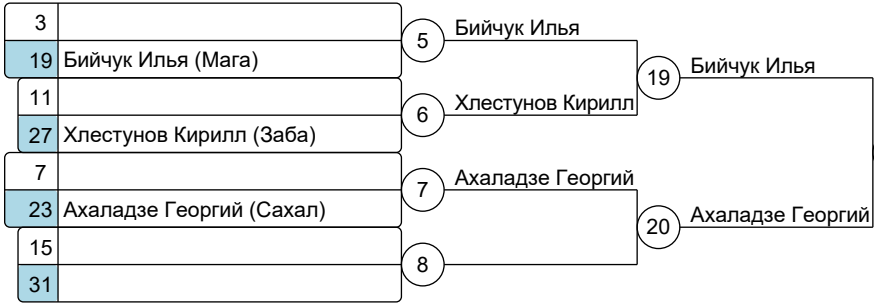 3
5 Бийчук Илья
19 Бийчук Илья (Мага)
19 Бийчук Илья
11
6 Хлестунов Кирилл
27 Хлестунов Кирилл (Заба)
7
7 Ахаладзе Георгий
23 Ахаладзе Георгий (Сахал)
20 Ахаладзе Георгий
15
8
31